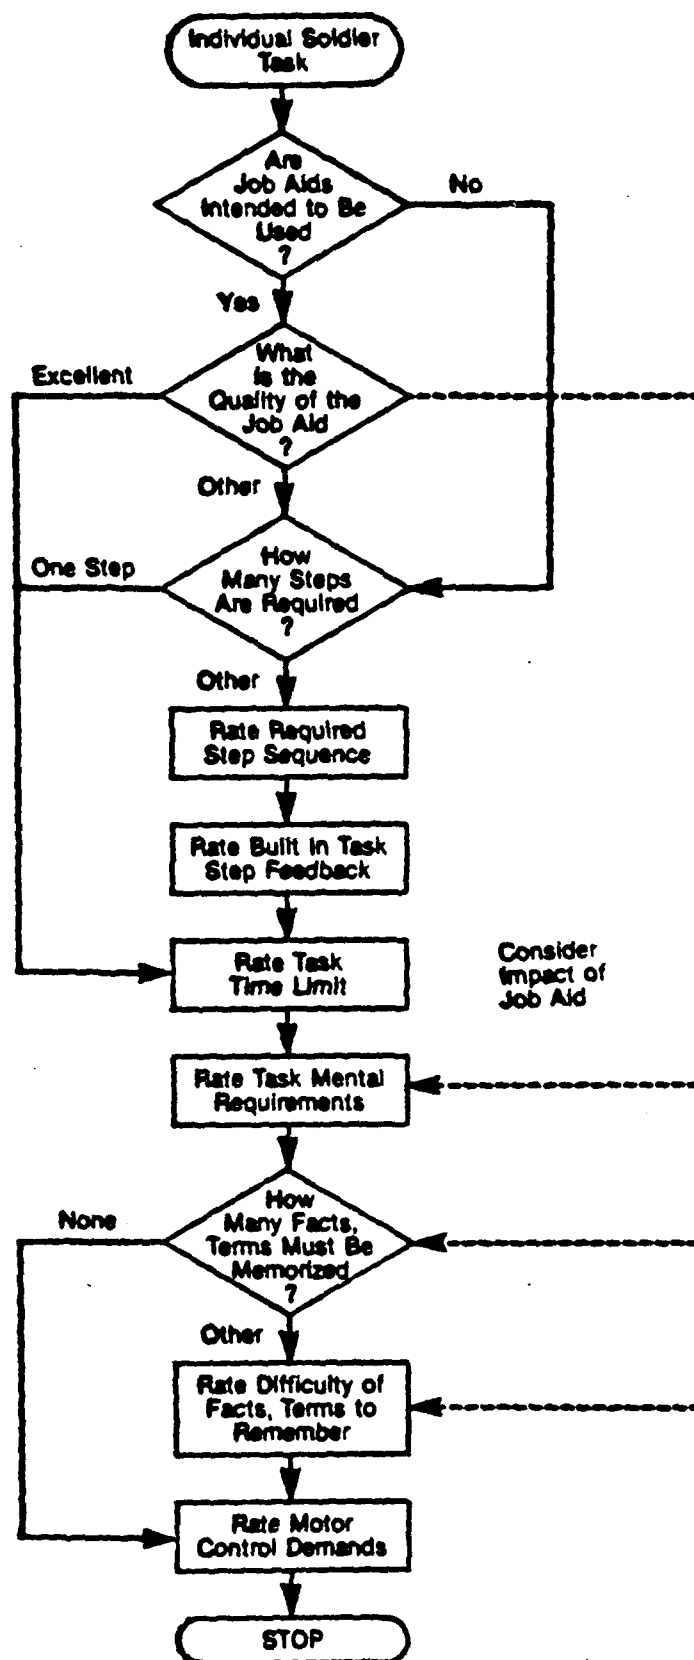 Individual Soldier
Task
Are
Job Aids
Intended to Be
Used
?
No
Yes
What
is the
Quality of the
Job Aid
?
Excellent
Other
How
Many Steps
Are Required
?
One Step
Other
Rate Required
Step Sequence
Rate Built in Task
Step Feedback
Rate Task
Time Limit
Consider
Impact of
Job Aid
Rate Task Mental
Requirements
How
Many Facts,
Terms Must Be
Memorized
?
None
Other
Rate Difficulty of
Facts, Terms to
Remember
Rate Motor
Control Demands
STOP